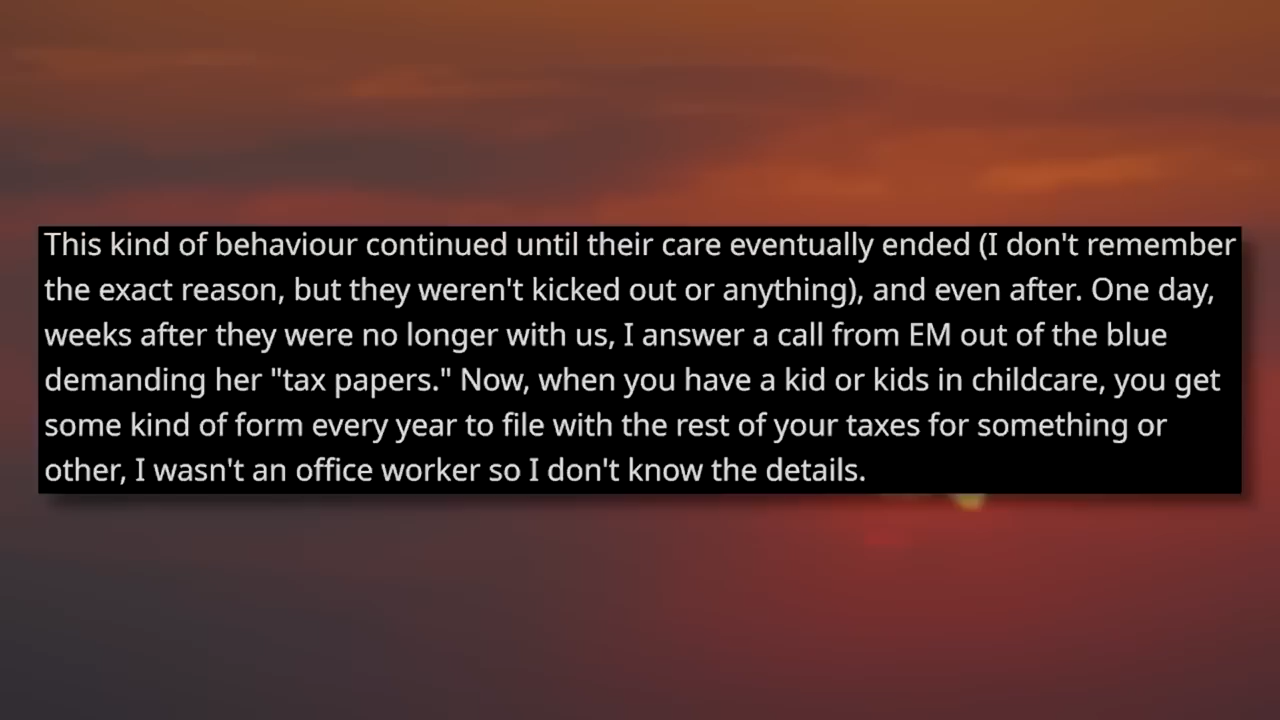 This kind of behaviour continued until their care eventually ended (I don't remember
the exact reason, but they weren't kicked out or anything), and even after. One day,
weeks after they were no longer with us, I answer a call from EM out of the blue
demanding her "tax papers." Now, when you have a kid or kids in childcare, you get
some kind of form every year to file with the rest of your taxes for something or
other, I wasn't an office worker so I don't know the details.